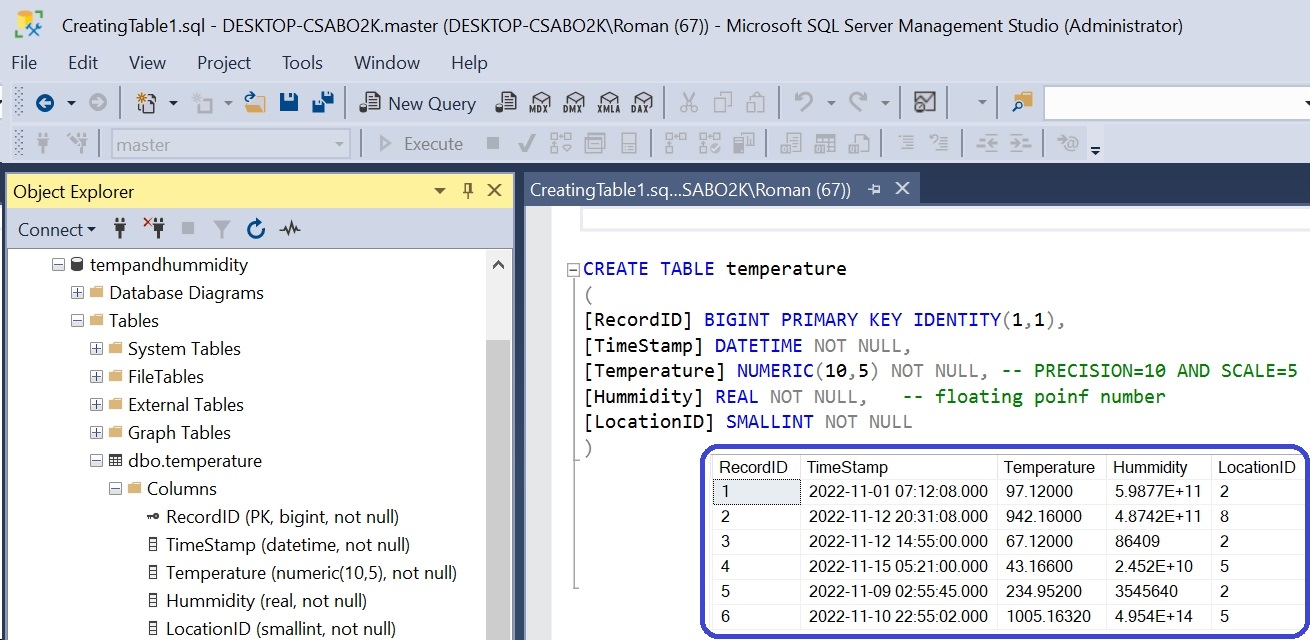 CreatingTable1.sql - DESKTOP-CSABO2K.master (DESKTOP-CSABO2K\Roman (67)) - Microsoft SQL Server Management Studio (Administrator)
File Edit View Project Tools Window Help
New Query MDX DMX XMLA DAX
master Execute
Object Explorer
Connect
tempandhummidity
Database Diagrams
Tables
System Tables
FileTables
External Tables
Graph Tables
dbo.temperature
Columns
RecordID (PK, bigint, not null)
TimeStamp (datetime, not null)
Temperature (numeric(10,5), not null)
Hummidity (real, not null)
LocationID (smallint, not null)
CreatingTable1.sq...SABO2K\Roman (67))
CREATE TABLE temperature
(
[RecordID] BIGINT PRIMARY KEY IDENTITY(1,1),
[TimeStamp] DATETIME NOT NULL,
[Temperature] NUMERIC(10,5) NOT NULL, -- PRECISION=10 AND SCALE=5
[Hummidity] REAL NOT NULL, -- floating poinf number
[LocationID] SMALLINT NOT NULL
)
RecordID TimeStamp Temperature Hummidity LocationID
1 2022-11-01 07:12:08.000 97.12000 5.9877E+11 2
2 2022-11-12 20:31:08.000 942.16000 4.8742E+11 8
3 2022-11-12 14:55:00.000 67.12000 86409 2
4 2022-11-15 05:21:00.000 43.16600 2.452E+10 5
5 2022-11-09 02:55:45.000 234.95200 3545640 2
6 2022-11-10 22:55:02.000 1005.16320 4.954E+14 5